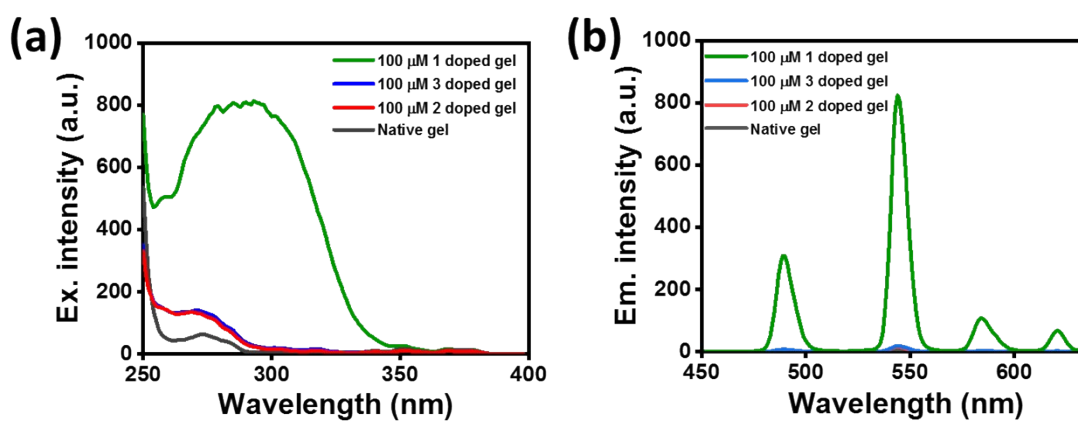 (a)
1000
800
600
400
200
0
Ex. intensity (a.u.)
100 μM 1 doped gel
100 μM 3 doped gel
100 μM 2 doped gel
Native gel
250 300 350 400
Wavelength (nm)
(b)
1000
800
600
400
200
0
Em. intensity (a.u.)
100 μM 1 doped gel
100 μM 3 doped gel
100 μM 2 doped gel
Native gel
450 500 550 600
Wavelength (nm)